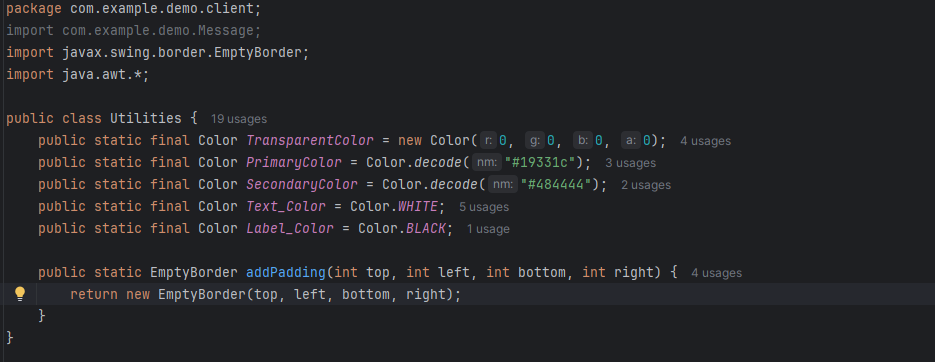 package com.example.demo.client;
import com.example.demo.Message;
import javax.swing.border.EmptyBorder;
import java.awt.*;

public class Utilities {  19 usages
    public static final Color TransparentColor = new Color( r: 0,  g: 0,  b: 0,  a: 0);  4 usages
    public static final Color PrimaryColor = Color.decode( nm: "#19331c");  3 usages
    public static final Color SecondaryColor = Color.decode( nm: "#484444");  2 usages
    public static final Color Text_Color = Color.WHITE;  5 usages
    public static final Color Label_Color = Color.BLACK;  1 usage

    public static EmptyBorder addPadding(int top, int left, int bottom, int right) {  4 usages
        return new EmptyBorder(top, left, bottom, right);
    }
}